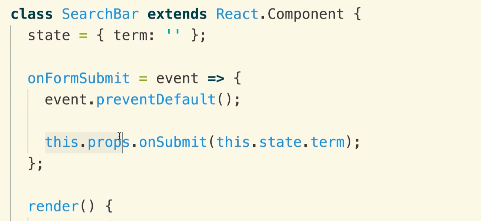 class SearchBar extends React.Component {
  state = { term: '' };

  onFormSubmit = event => {
    event.preventDefault();

    this.props.onSubmit(this.state.term);
  };

  render() {